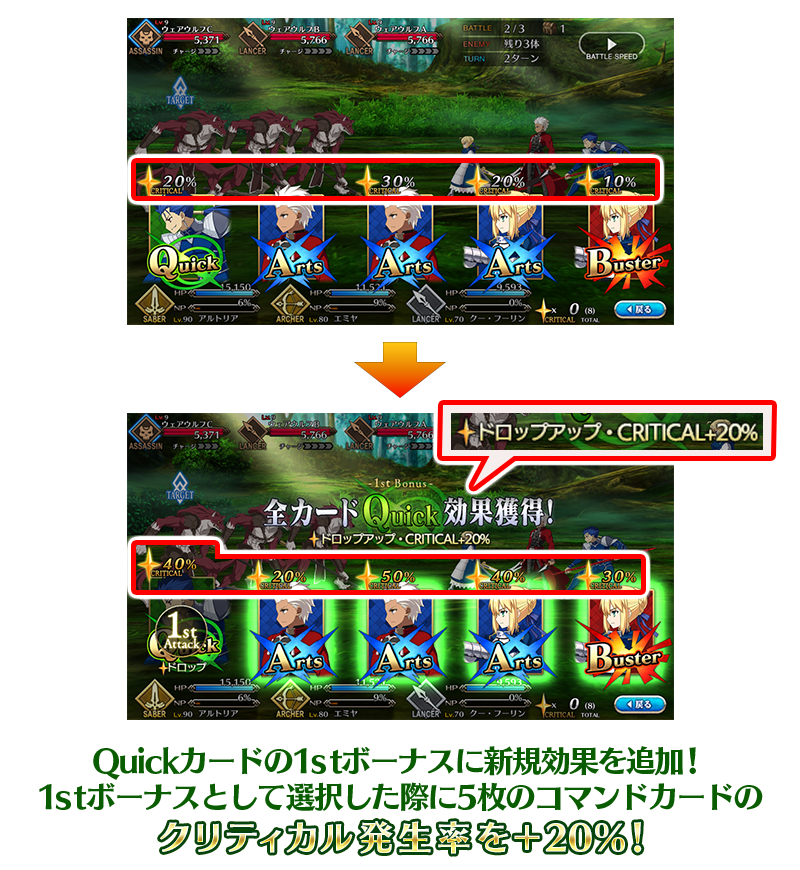 Lv 9
ウェアウルフC
5,371
ASSASSIN
チャージ
ウェアウルフB
5,766
LANCER
チャージ
ウェアウルフA
5,766
LANCER
チャージ
BATTLE 2/3 1
ENEMY 残り3体
TURN 2ターン
BATTLE SPEED
TARGET
20% CRITICAL
30% CRITICAL
20% CRITICAL
10% CRITICAL
Quick
Arts
Arts
Arts
Buster
HP 15,150
NP 6%
SABER Lv.90 アルトリア
HP
NP 9%
ARCHER Lv.80 エミヤ
HP 9,593
NP 0%
LANCER Lv.70 クー・フーリン
x 0 (8)
CRITICAL TOTAL
戻る
ドロップアップ・CRITICAL+20%
Lv 9
ウェアウルフC
5,371
ASSASSIN
チャージ
ウェアウルフB
5,766
LANCER
チャージ
ウェアウルフA
5,766
LANCER
チャージ
TARGET
-1st Bonus-
全カードQuick効果獲得!
ドロップアップ・CRITICAL+20%
40% CRITICAL
20% CRITICAL
50% CRITICAL
40% CRITICAL
30% CRITICAL
1st Attack
ドロップ
Arts
Arts
Arts
Buster
HP 15,150
NP 6%
SABER Lv.90 アルトリア
HP
NP 9%
ARCHER Lv.80 エミヤ
HP 9,593
NP 0%
LANCER Lv.70 クー・フーリン
x 0 (8)
CRITICAL TOTAL
戻る
Quickカードの1stボーナスに新規効果を追加!
1stボーナスとして選択した際に5枚のコマンドカードの
クリティカル発生率を+20%!